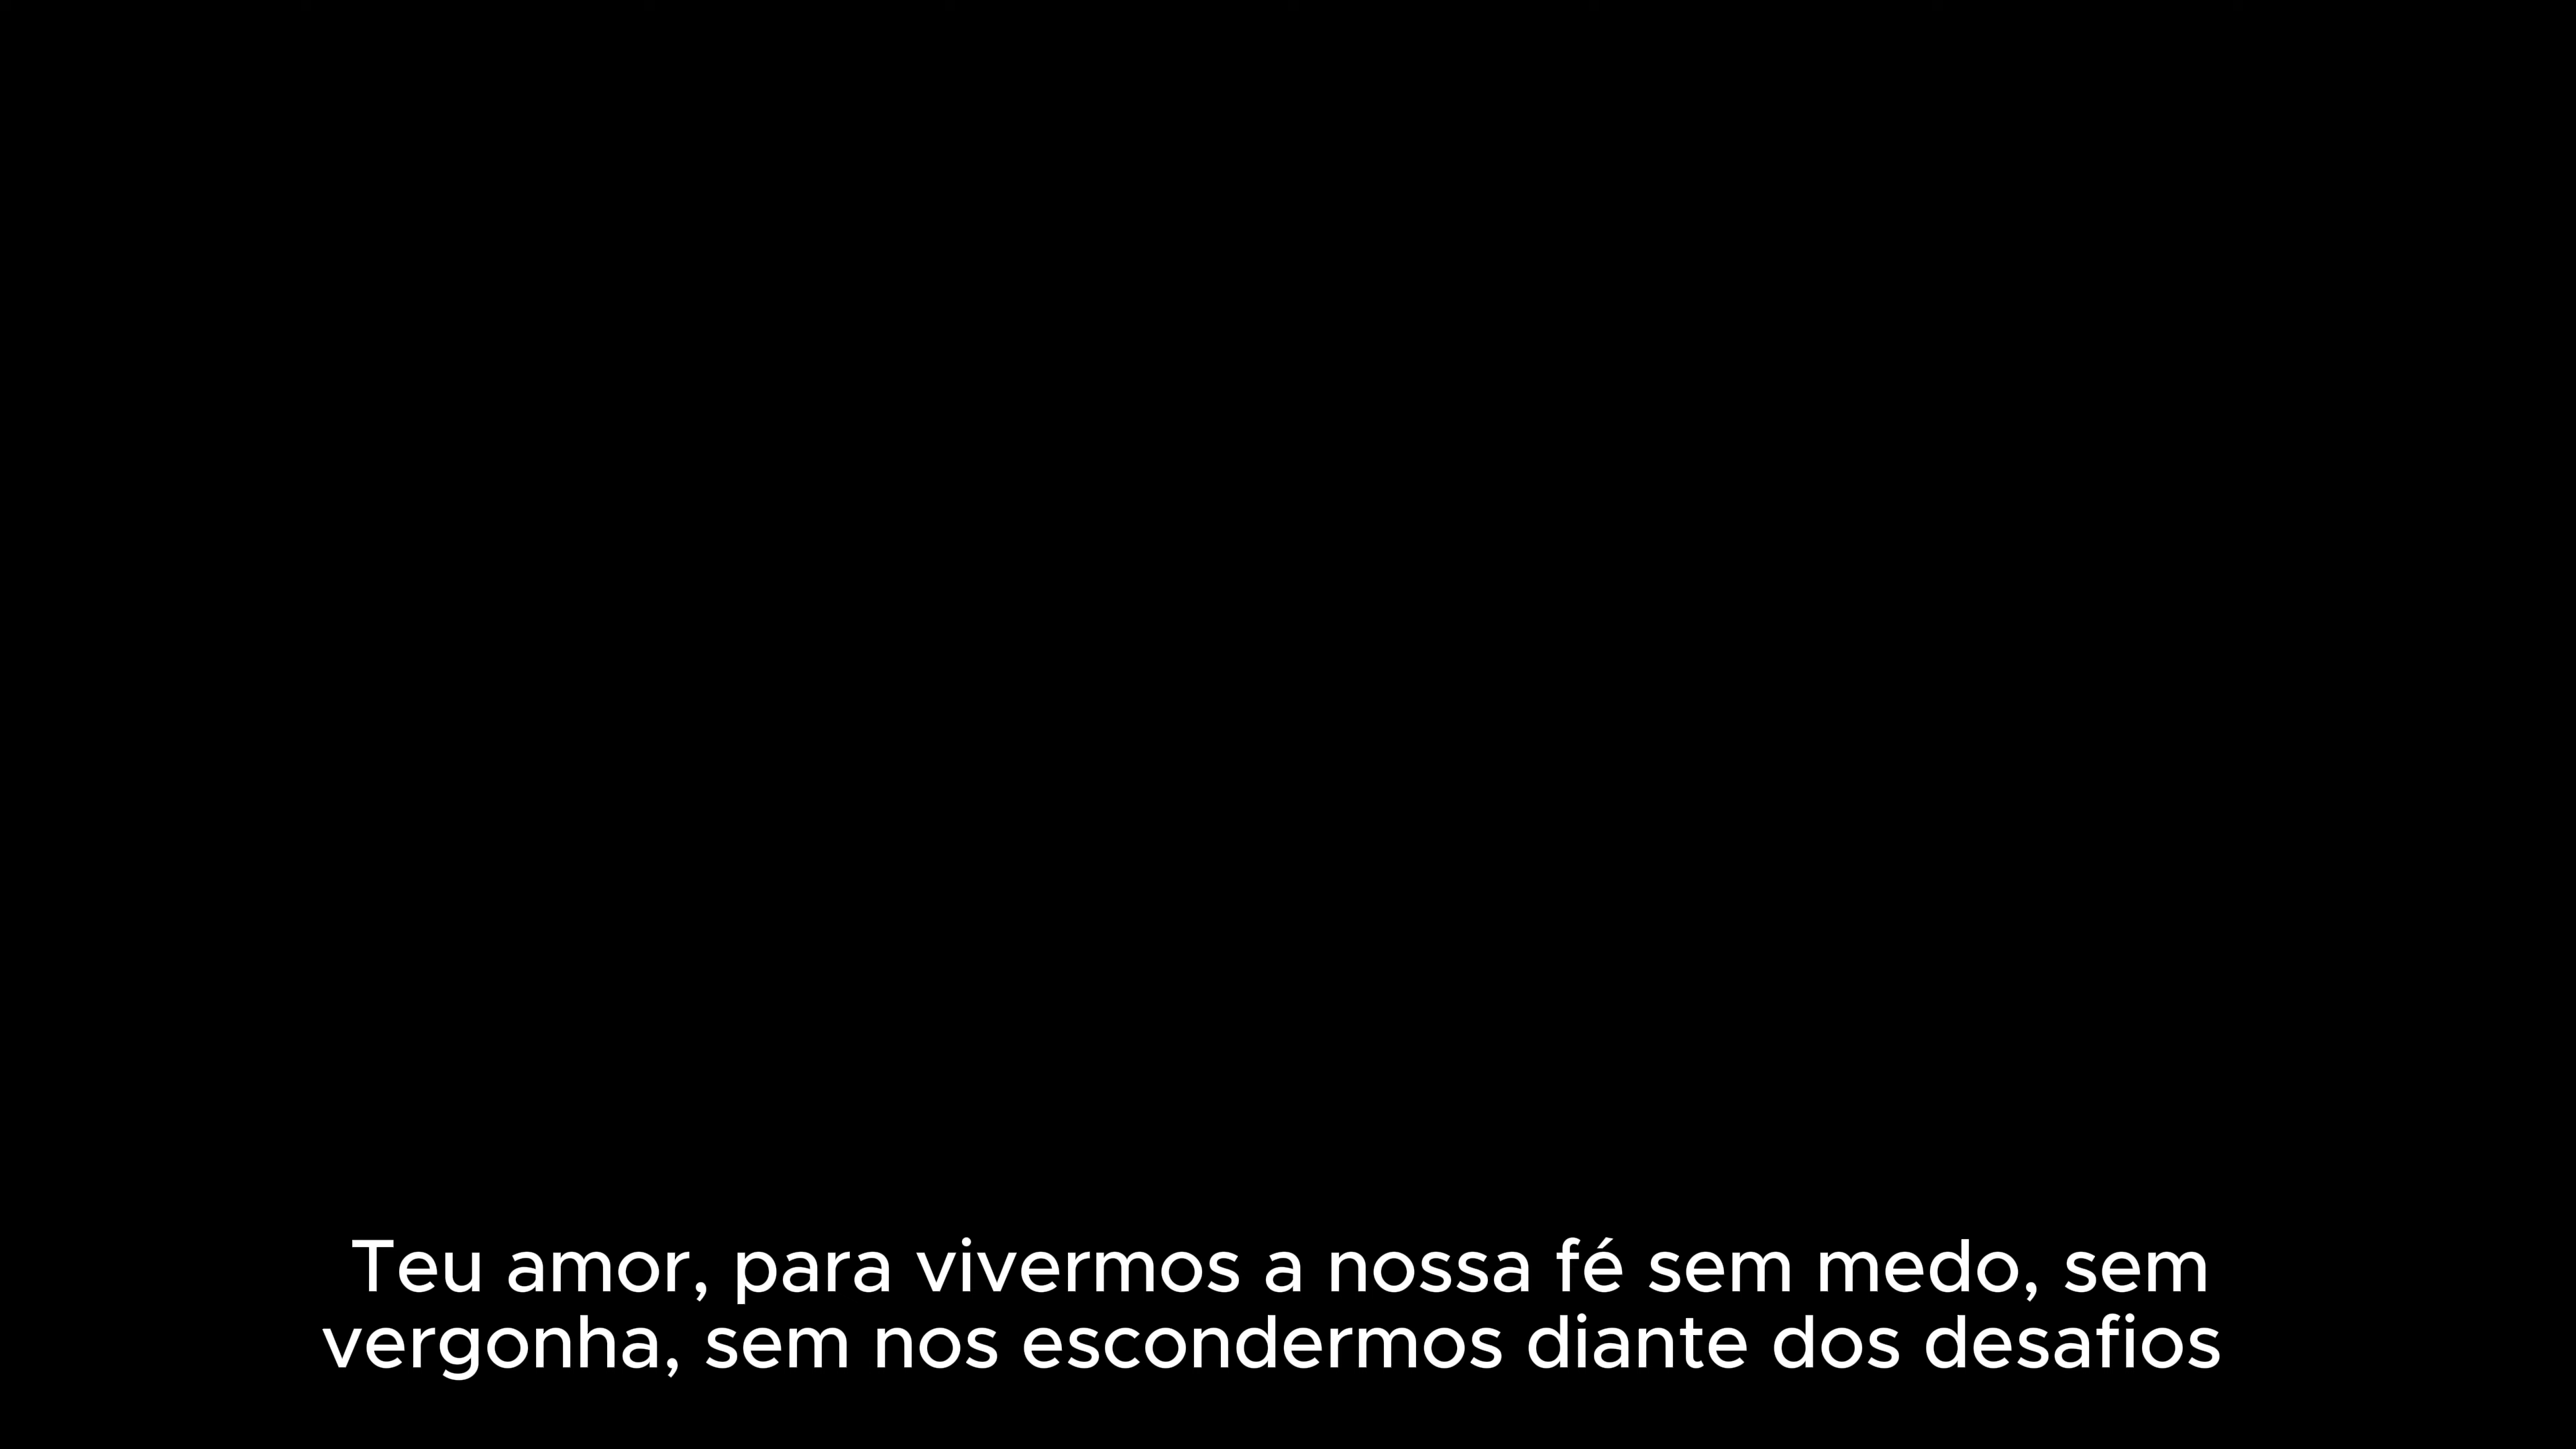 Teu amor, para vivermos a nossa fé sem medo, sem
vergonha, sem nos escondermos diante dos desafios